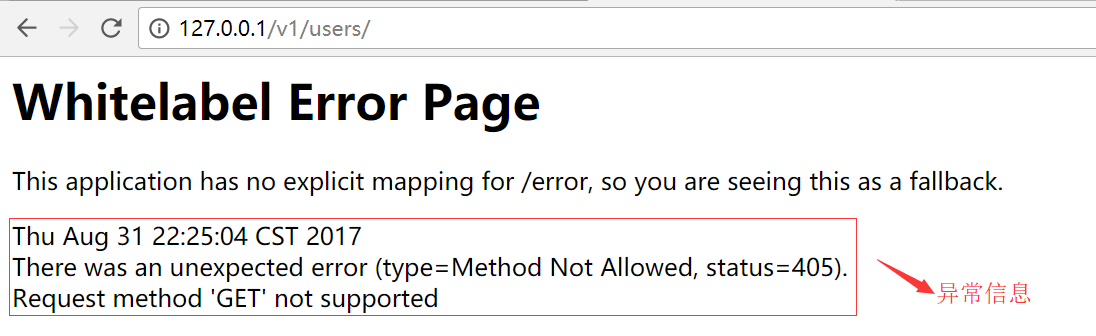 127.0.0.1/v1/users/
Whitelabel Error Page
This application has no explicit mapping for /error, so you are seeing this as a fallback.
Thu Aug 31 22:25:04 CST 2017
There was an unexpected error (type=Method Not Allowed, status=405).
Request method 'GET' not supported
异常信息